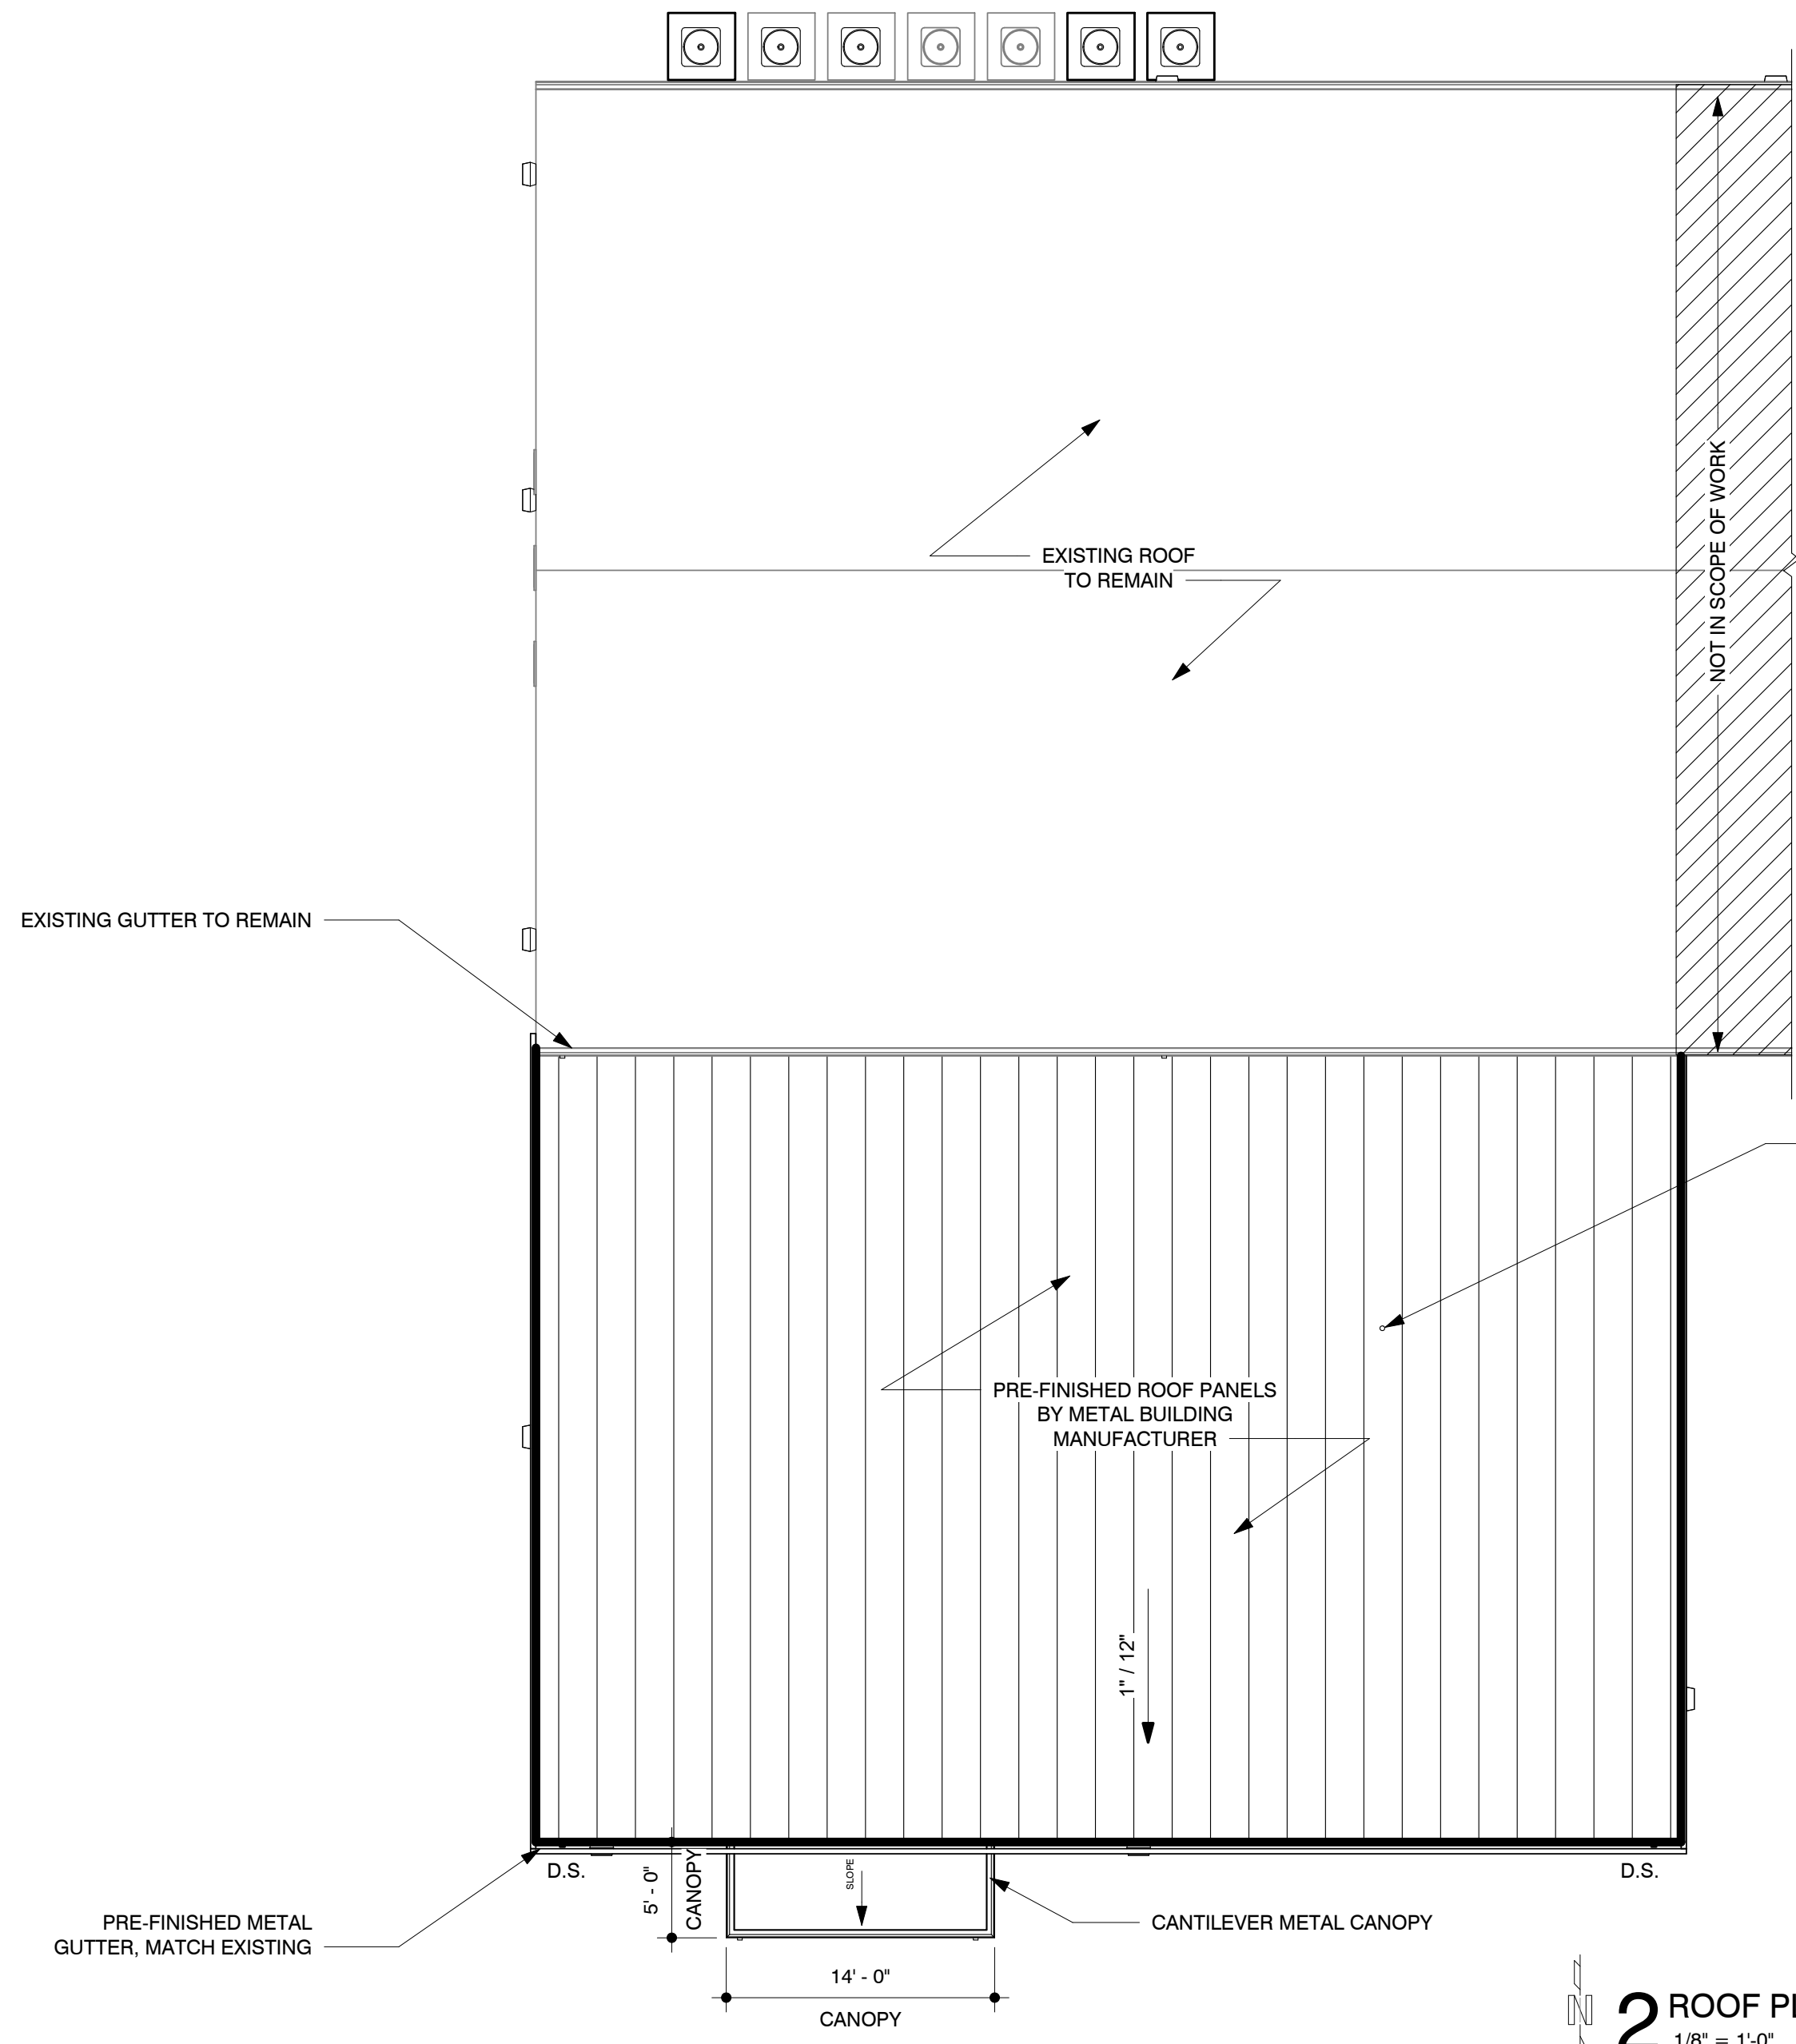 EXISTING ROOF
TO REMAIN
NOT IN SCOPE OF WORK
EXISTING GUTTER TO REMAIN
PRE-FINISHED ROOF PANELS
BY METAL BUILDING
MANUFACTURER
1" / 12"
D.S.
D.S.
5' - 0"
CANOPY
SLOPE
PRE-FINISHED METAL
GUTTER, MATCH EXISTING
CANTILEVER METAL CANOPY
14' - 0"
CANOPY
N
2
ROOF
1/8" = 1'-0"